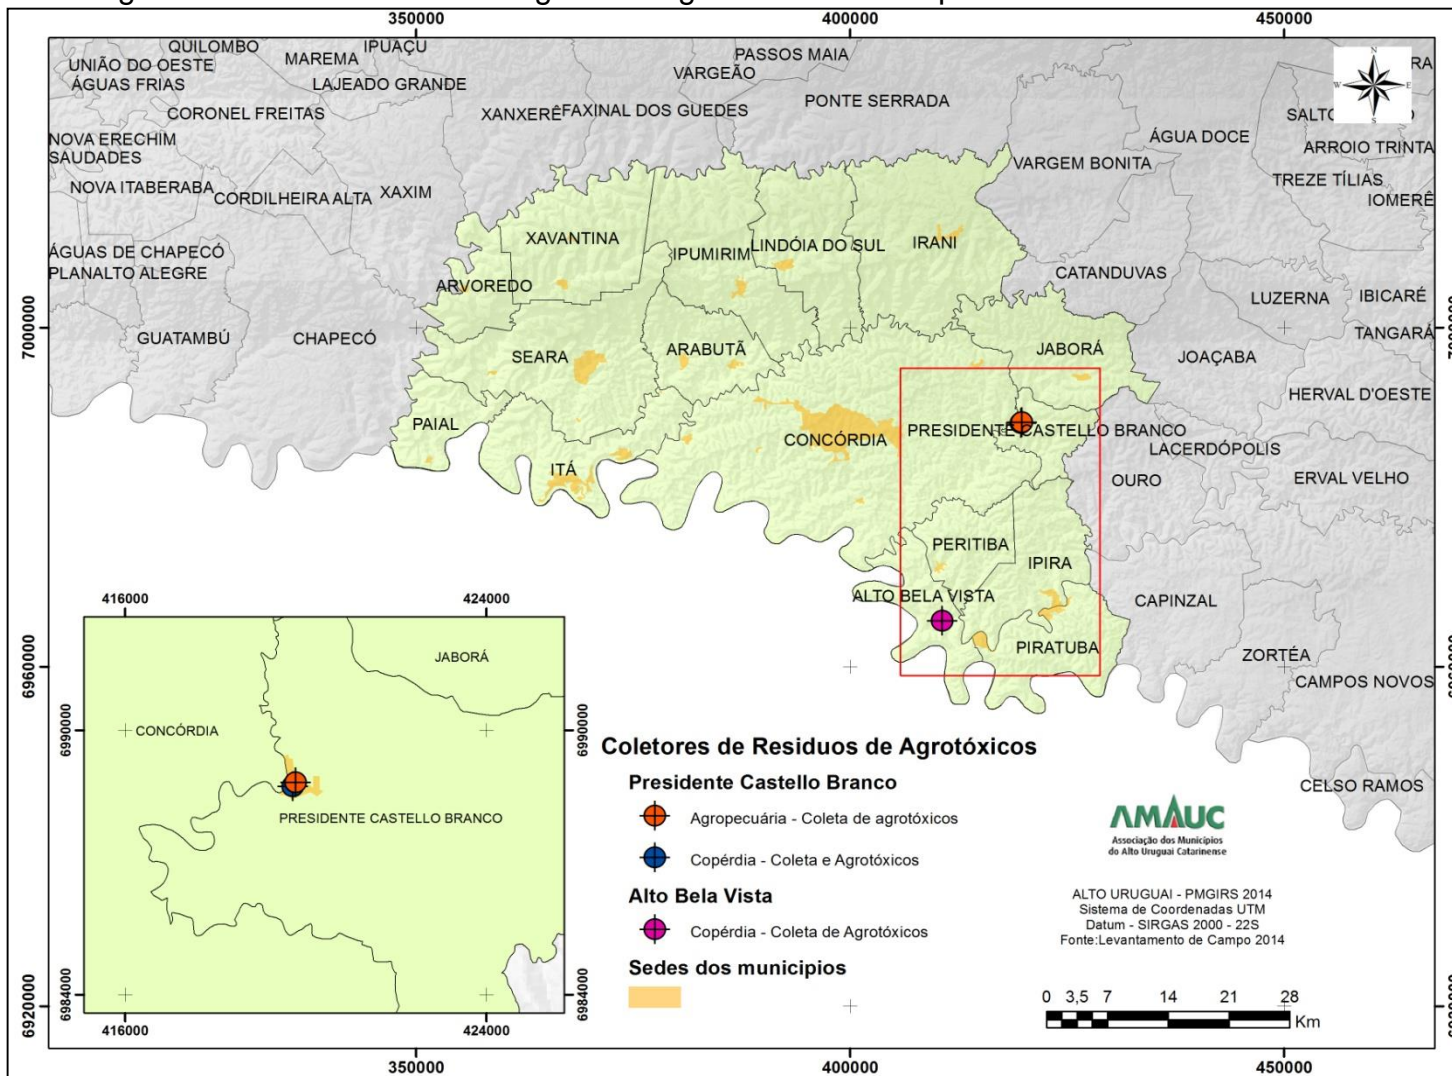 350000
400000
450000
QUILOMBO
IPUAÇU
UNIÃO DO OESTE
MAREMA
ÁGUAS FRIAS
LAJEADO GRANDE
CORONEL FREITAS
NOVA ERECHIM
SAUDADES
NOVA ITABERABA
CORDILHEIRA ALTA
XAXIM
XANXERÊ
FAXINAL DOS GUEDES
VARGEÃO
PASSOS MAIA
PONTE SERRADA
VARGEM BONITA
ÁGUA DOCE
N
W
E
S
ARROIO TRINTA
TREZE TÍLIAS
IOMERÊ
ÁGUAS DE CHAPECÓ
PLANALTO ALEGRE
GUATAMBÚ
CHAPECÓ
XAVANTINA
ARVOREDO
IPUMIRIM
LINDÓIA DO SUL
IRANI
CATANDUVAS
LUZERNA
IBICARÉ
TANGARÁ
7000000
SEARA
ARABUTÃ
JABORÁ
JOAÇABA
HERVAL D'OESTE
PAIAL
ITÁ
CONCÓRDIA
PRESIDENTE CASTELLO BRANCO
LACERDÓPOLIS
OURO
ERVAL VELHO
PERITIBA
IPIRA
ALTO BELA VISTA
PIRATUBA
CAPINZAL
ZORTÉA
CAMPOS NOVOS
CELSO RAMOS
6960000
6920000
416000
424000
JABORÁ
CONCÓRDIA
PRESIDENTE CASTELLO BRANCO
6990000
6990000
6984000
6984000
416000
424000
Coletores de Residuos de Agrotóxicos
Presidente Castello Branco
Agropecuária - Coleta de agrotóxicos
Copérdia - Coleta e Agrotóxicos
Alto Bela Vista
Copérdia - Coleta de Agrotóxicos
Sedes dos municipios
AMAUC
Associação dos Municípios
do Alto Uruguai Catarinense
ALTO URUGUAI - PMGIRS 2014
Sistema de Coordenadas UTM
Datum - SIRGAS 2000 - 22S
Fonte:Levantamento de Campo 2014
0 3,5 7 14 21 28
Km
350000
400000
450000